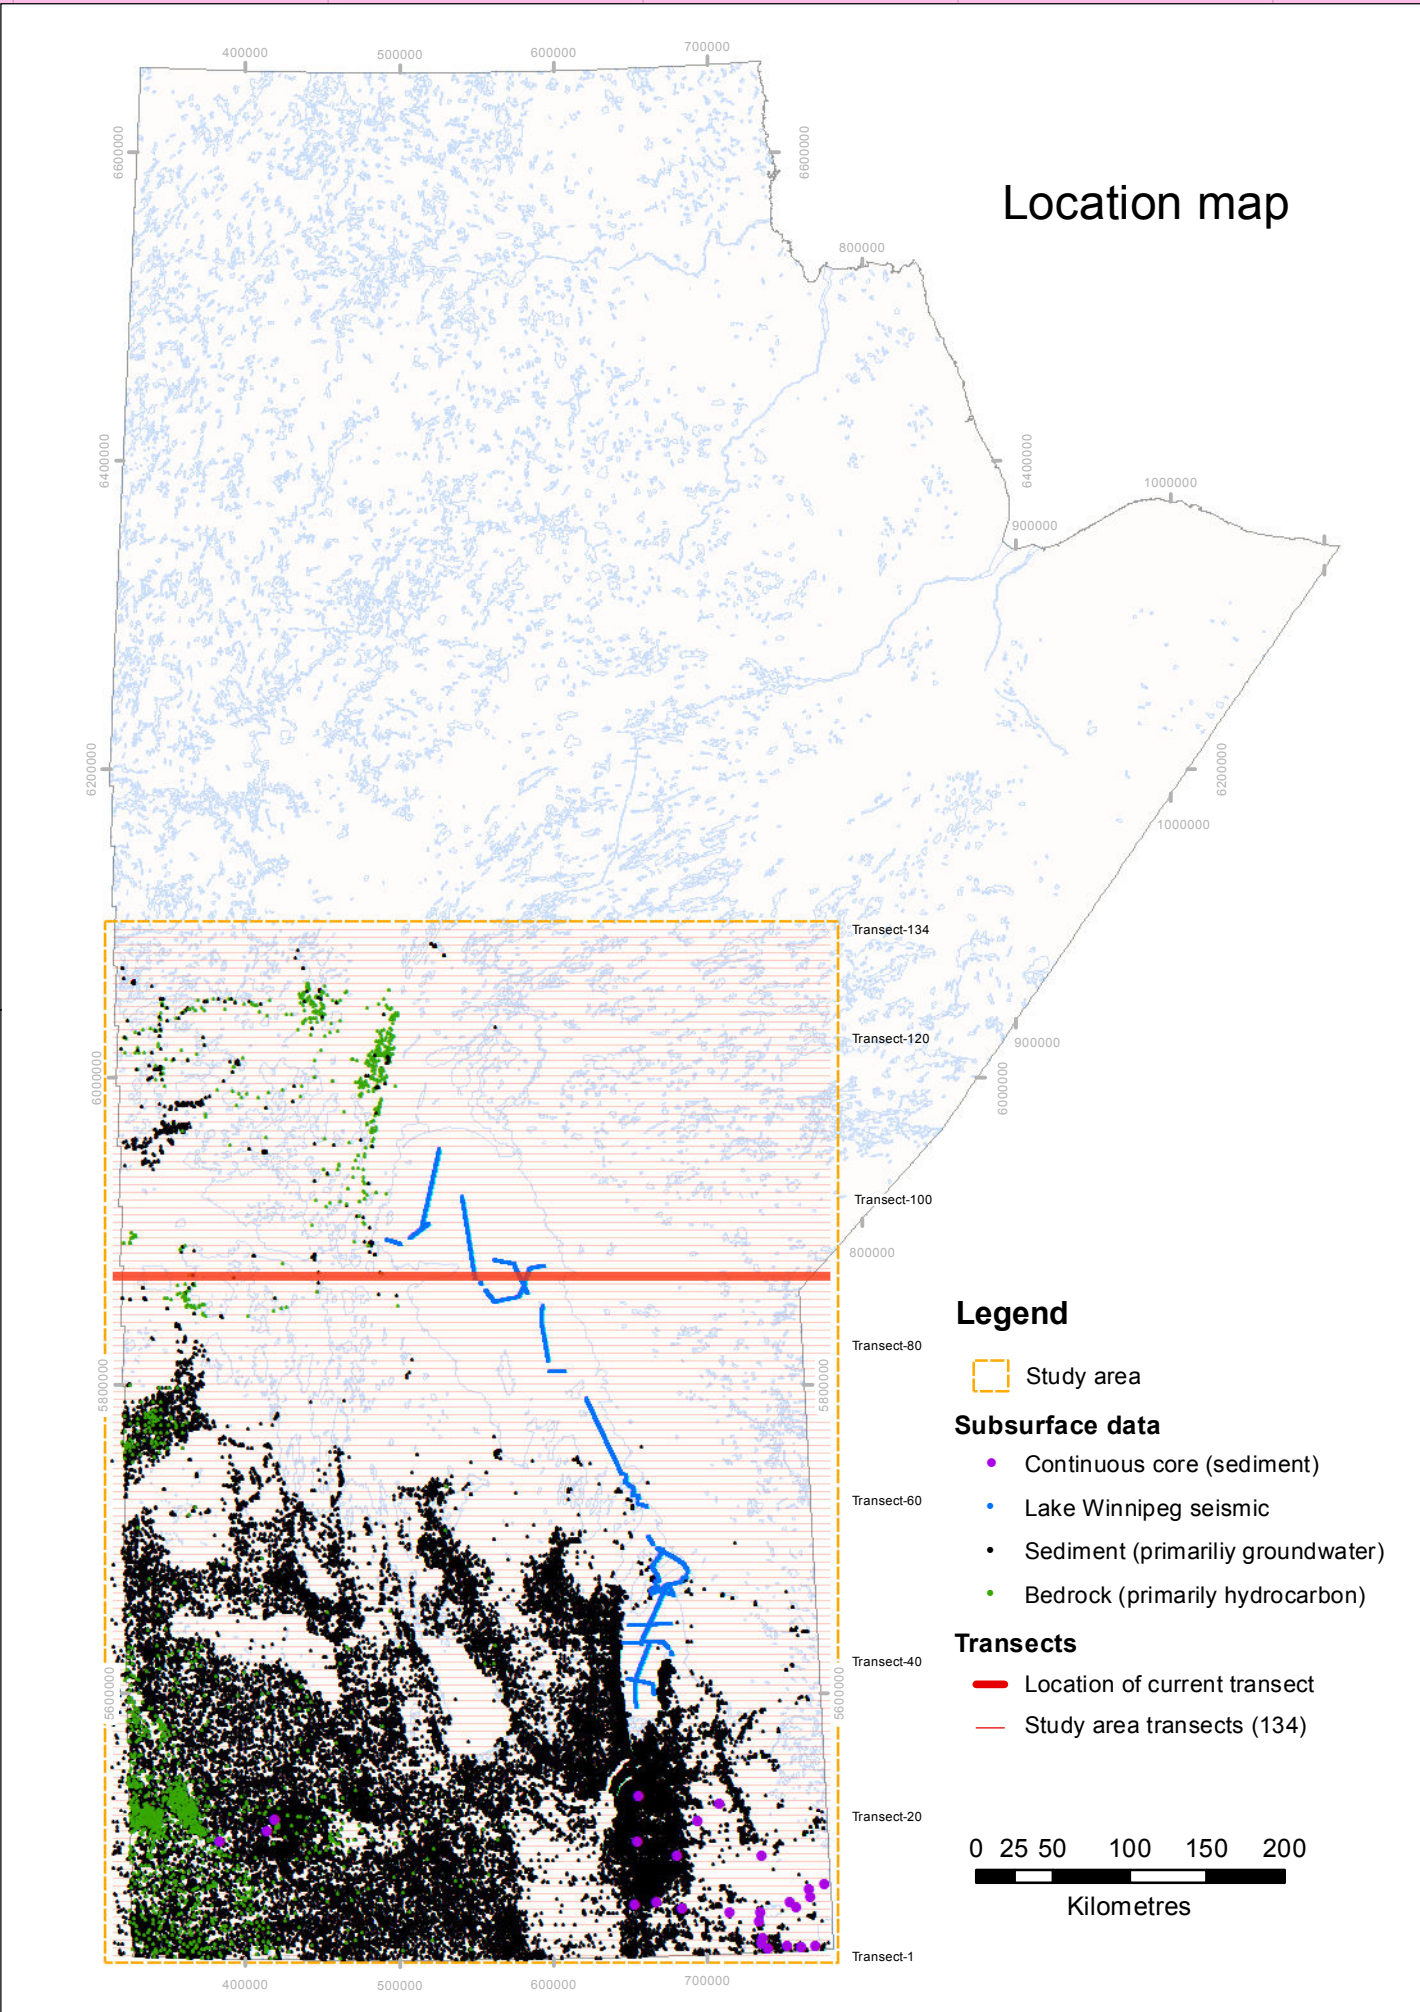 400000
500000
600000
700000
6600000
6600000
Location map
800000
6400000
6400000
1000000
900000
6200000
6200000
1000000
Transect-134
Transect-120
900000
6000000
6000000
Transect-100
800000
Legend
Transect-80
Study area
5800000
5800000
Subsurface data
Continuous core (sediment)
Transect-60
Lake Winnipeg seismic
Sediment (primariliy groundwater)
Bedrock (primarily hydrocarbon)
Transects
Transect-40
Location of current transect
5600000
5600000
Study area transects (134)
Transect-20
0 25 50 100 150 200
Kilometres
Transect-1
400000
500000
600000
700000